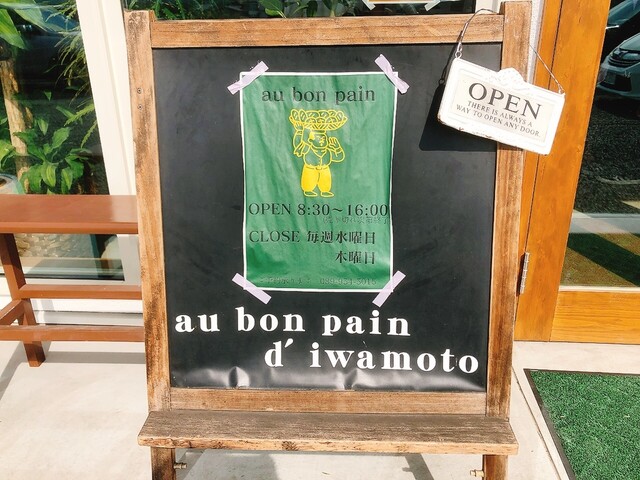 au bon pain
OPEN 8:30〜16:00
CLOSE 毎週水曜日
木曜日
au bon pain
d' iwamoto
OPEN
THERE IS ALWAYS A
WAY TO OPEN ANY DOOR